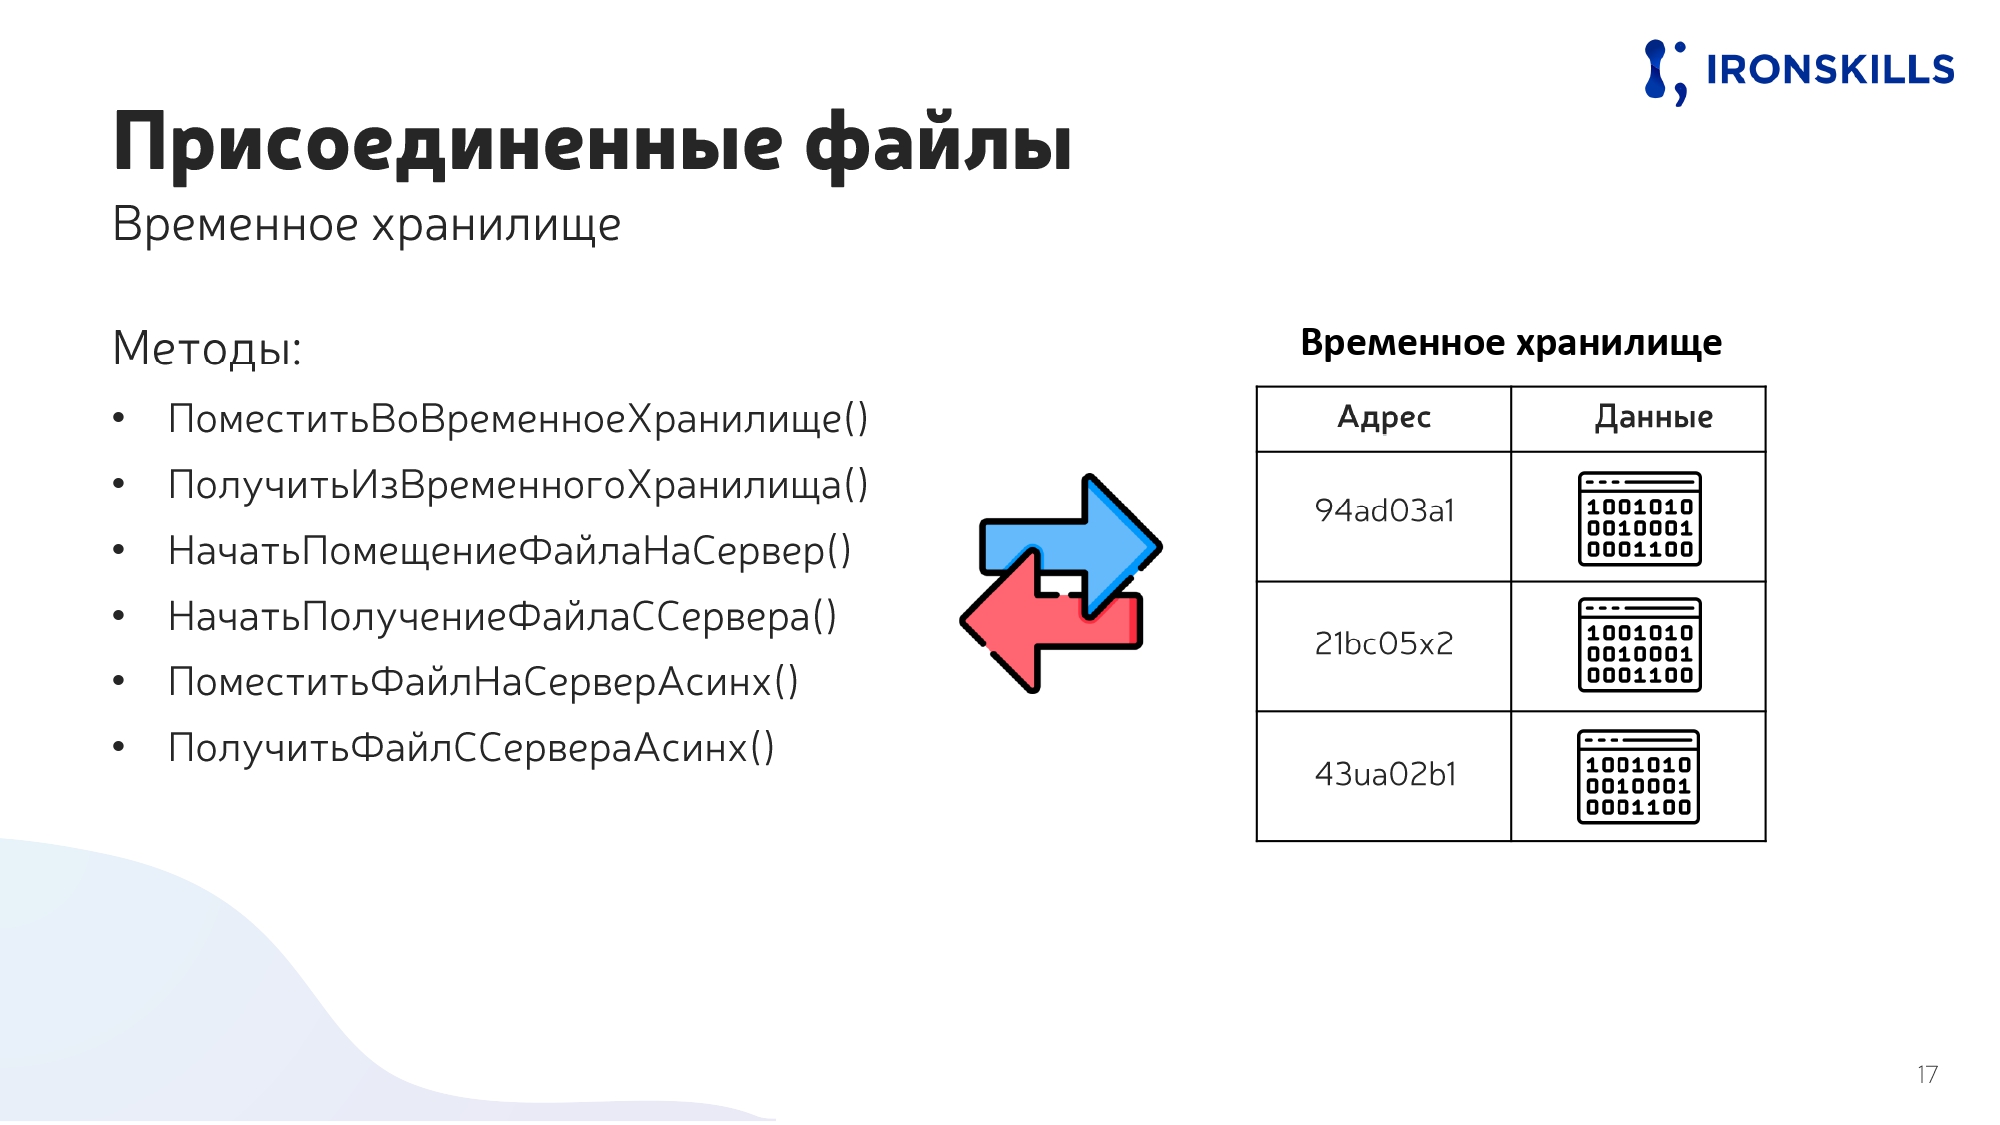 IRONSKILLS
Присоединенные файлы
Временное хранилище
Методы:
• ПоместитьВоВременноеХранилище()
• ПолучитьИзВременногоХранилища()
• НачатьПомещениеФайлаНаСервер()
• НачатьПолучениеФайлаССервера()
• ПоместитьФайлНаСерверАсинх()
• ПолучитьФайлССервераАсинх()
Временное хранилище
Адрес Данные
94ad03a1
1001010
0010001
0001100
21bc05x2
1001010
0010001
0001100
43ua02b1
1001010
0010001
0001100
17